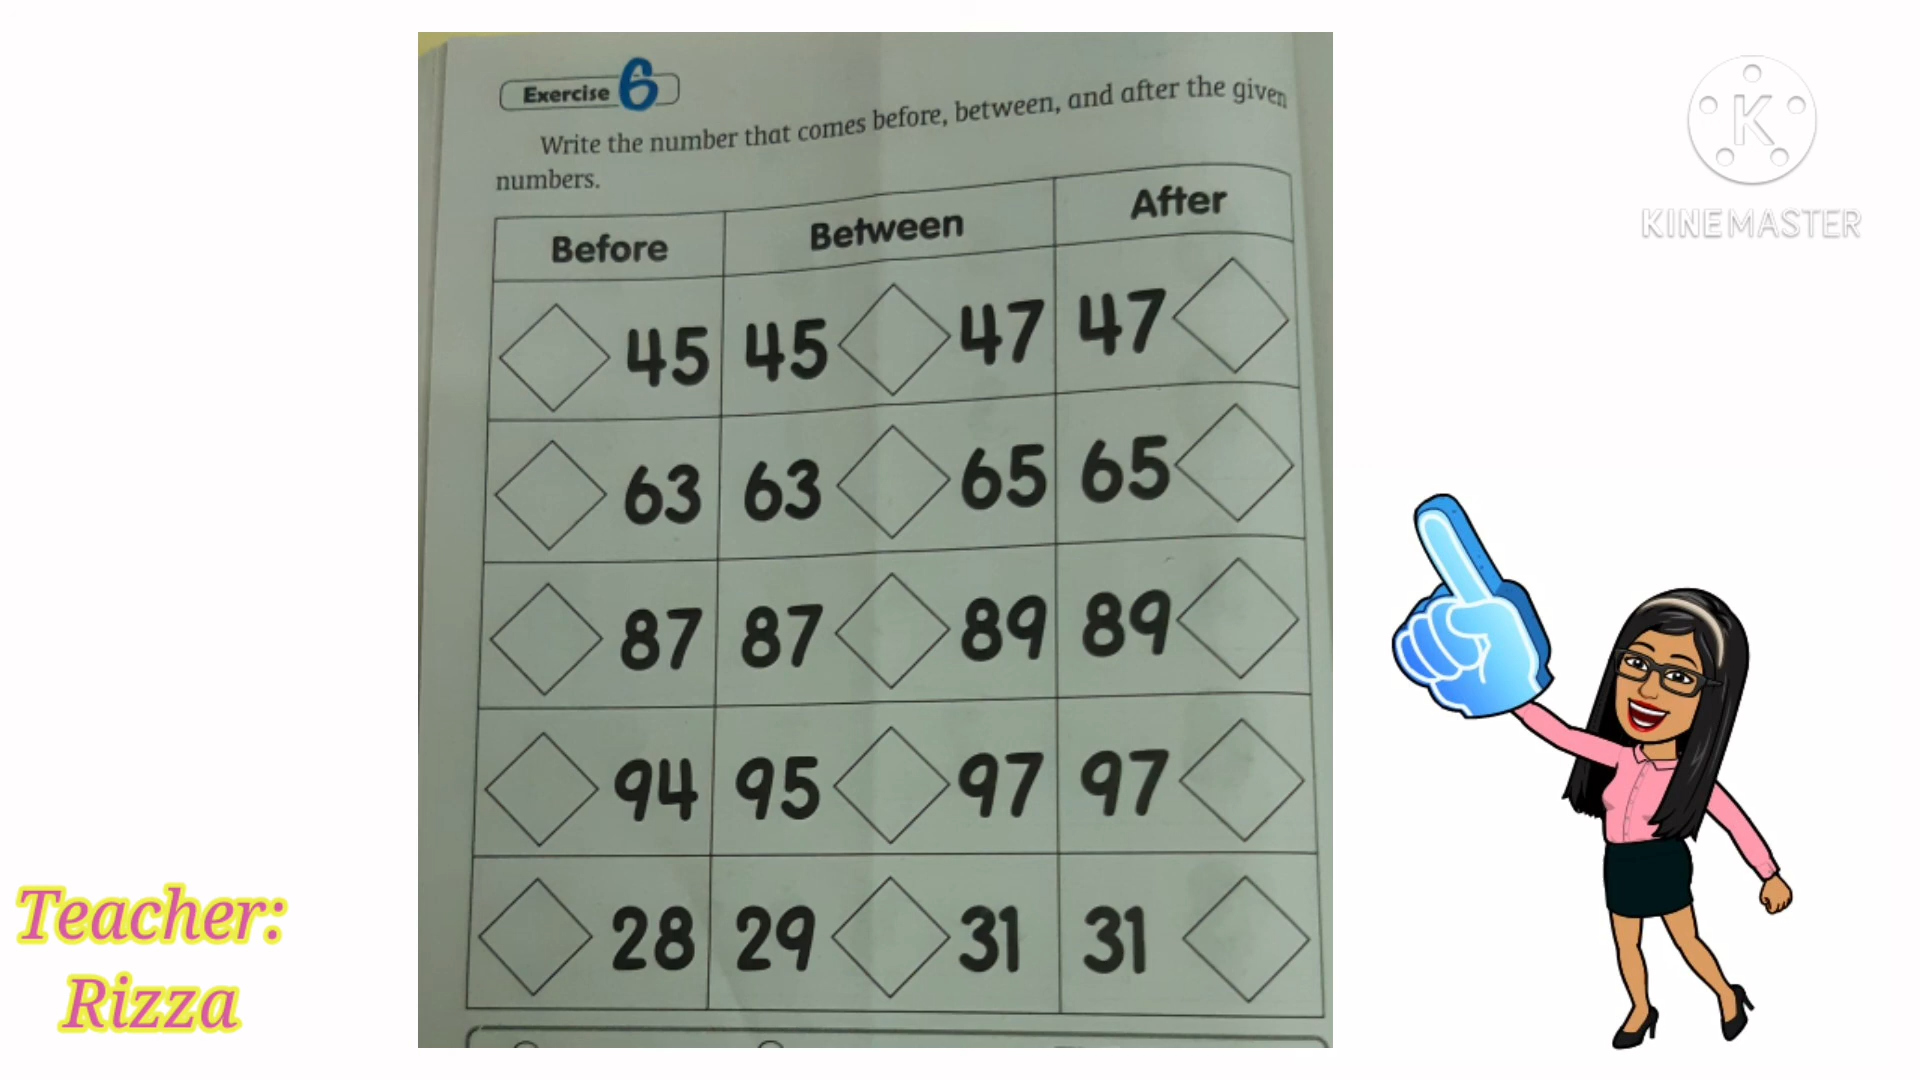 Exercise 6
Write the number that comes before, between, and after the given
numbers.
Before Between After
45 45 47 47
63 63 65 65
87 87 89 89
94 95 97 97
28 29 31 31
K
KINEMASTER
Teacher:
Rizza